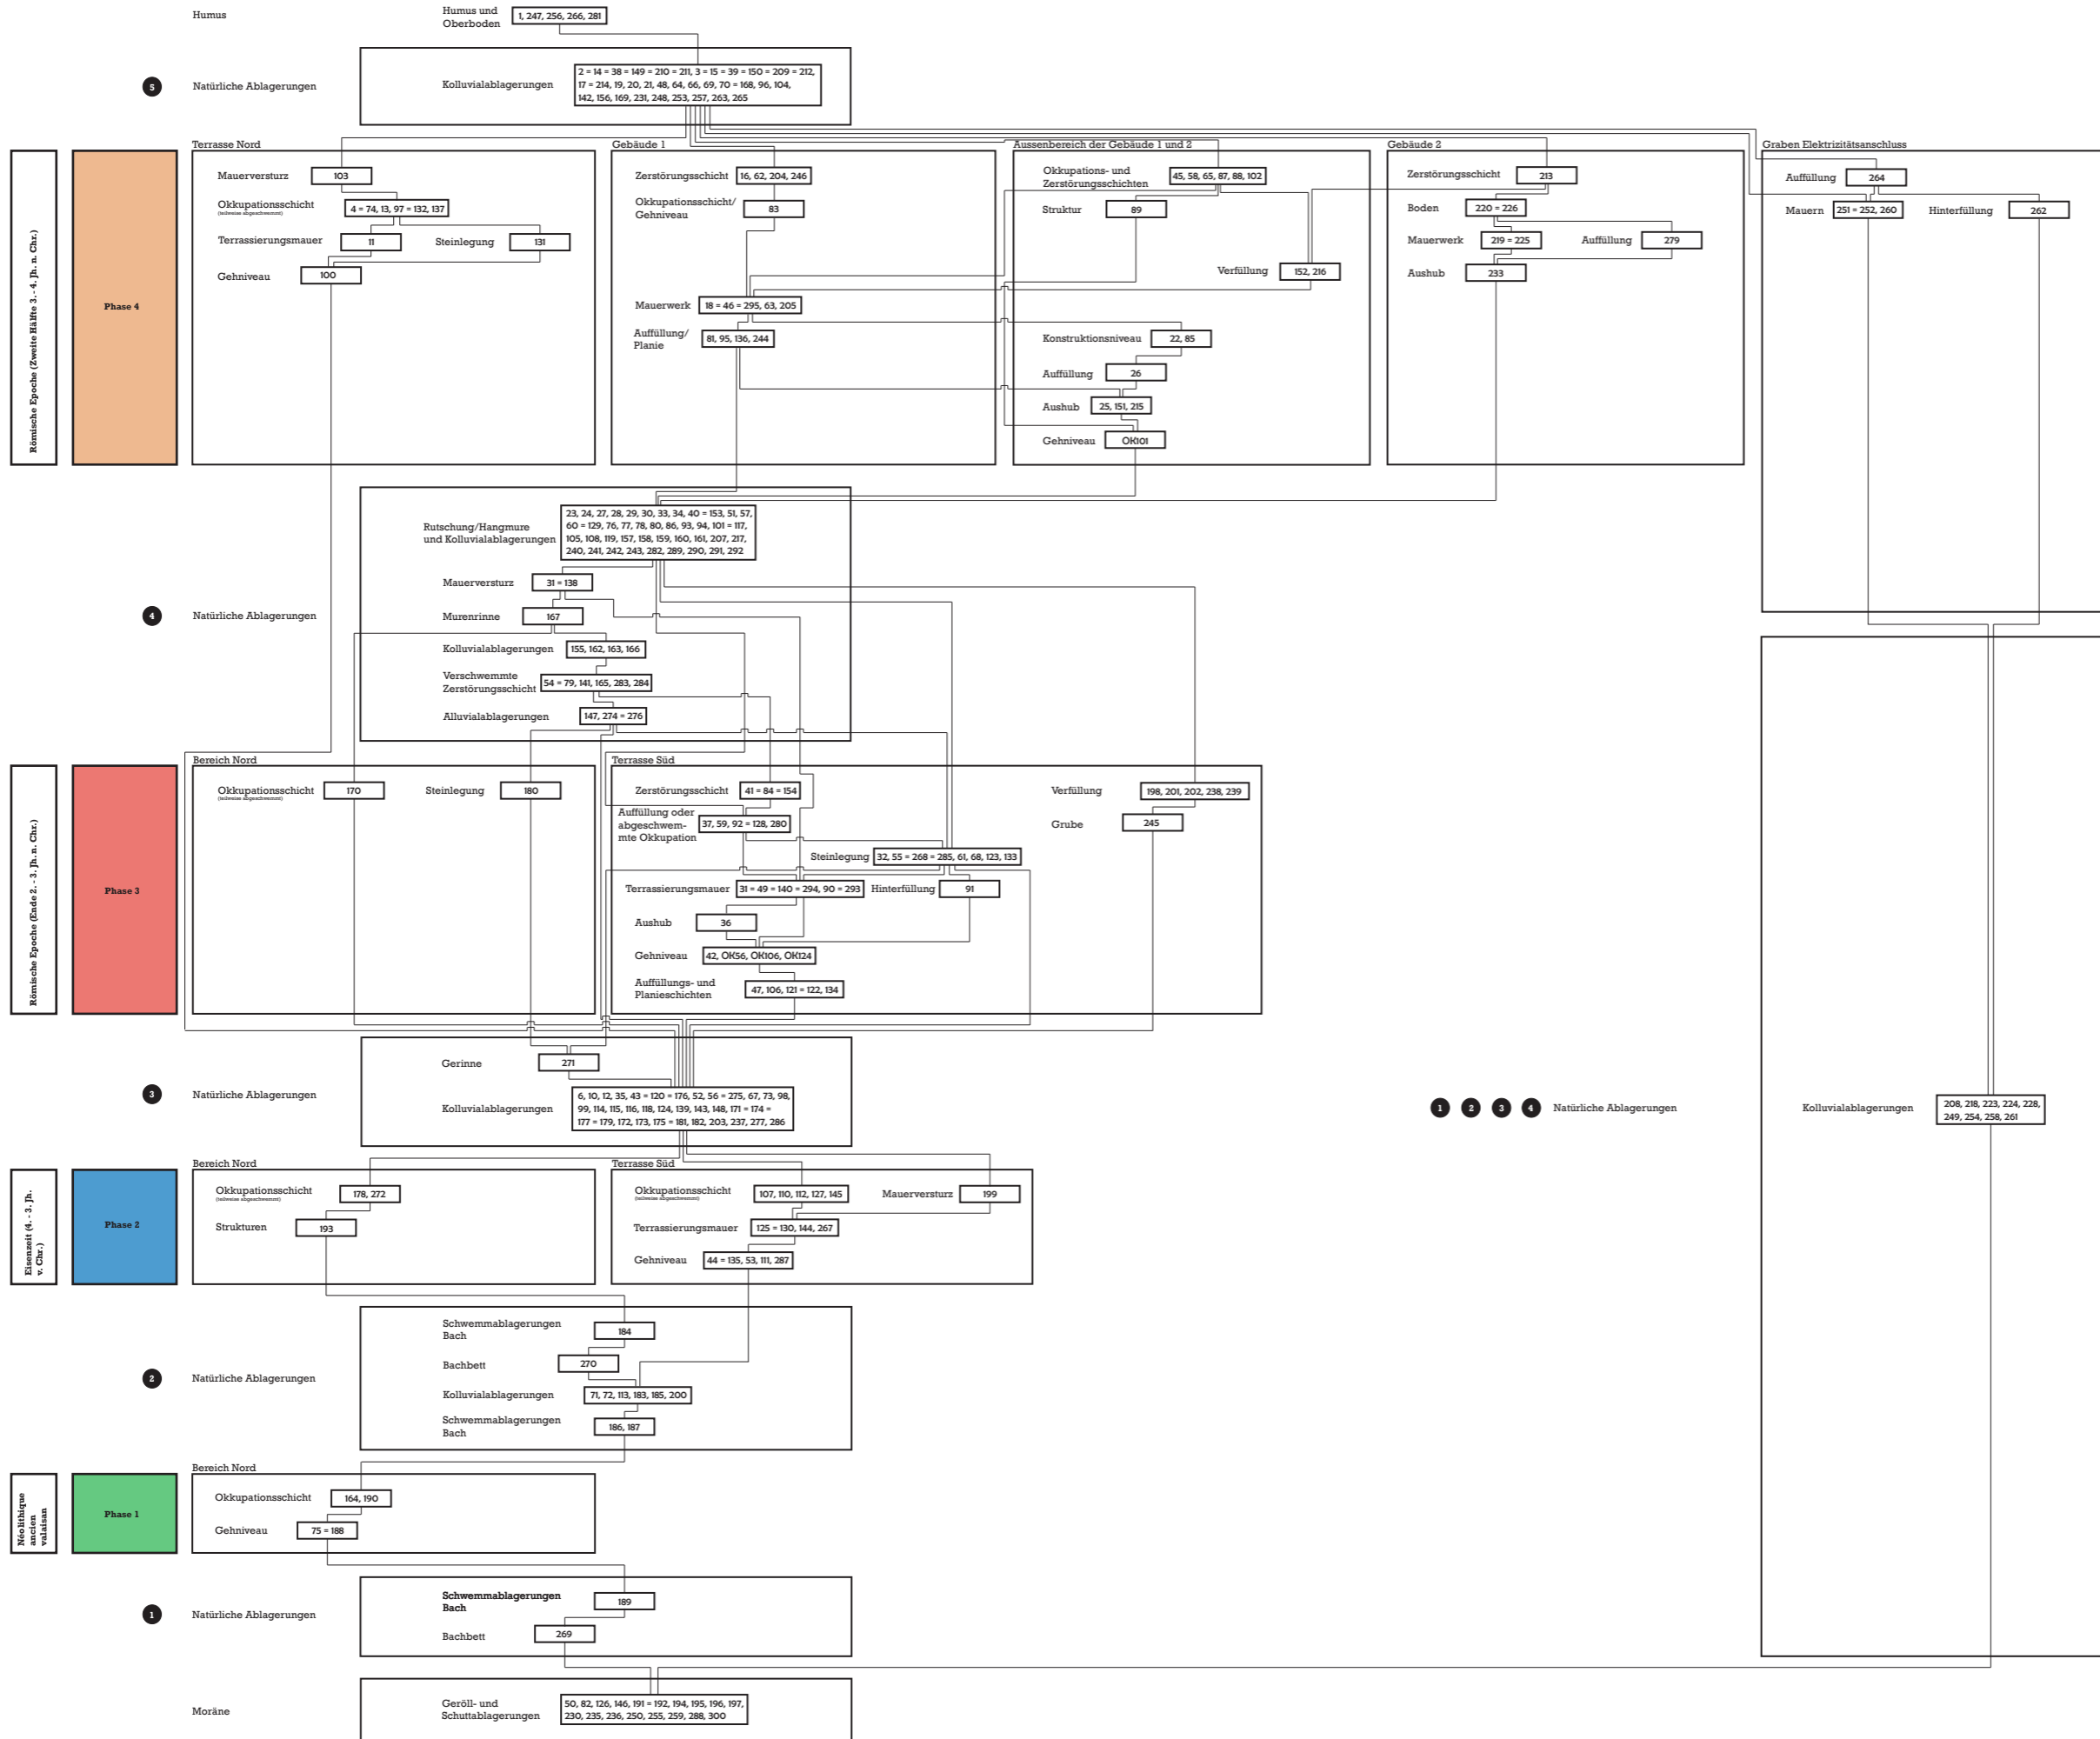 Humus
Humus und
Oberboden
1, 247, 256, 266, 281
5
Natürliche Ablagerungen
Kolluvialablagerungen
2 = 14 = 38 = 149 = 210 = 211, 3 = 15 = 39 = 150 = 209 = 212,
17 = 214, 19, 20, 21, 48, 64, 66, 69, 70 = 168, 96, 104,
142, 156, 169, 231, 248, 253, 257, 263, 265
Römische Epoche (Zweite Hälfte 3. - 4. Jh. n. Chr.)
Phase 4
Terrasse Nord
Mauerversturz
103
Okkupationsschicht
(teilweise abgeschwemmt)
4 = 74, 13, 97 = 132, 137
Terrassierungsmauer
11
Steinlegung
131
Gehniveau
100
Gebäude 1
Zerstörungsschicht
16, 62, 204, 246
Okkupationsschicht/
Gehniveau
83
Mauerwerk
18 = 46 = 295, 63, 205
Auffüllung/
Planie
81, 95, 136, 244
Aussenbereich der Gebäude 1 und 2
Okkupations- und
Zerstörungsschichten
45, 58, 65, 87, 88, 102
Struktur
89
Verfüllung
152, 216
Konstruktionsniveau
22, 85
Auffüllung
26
Aushub
25, 151, 215
Gehniveau
OK101
Gebäude 2
Zerstörungsschicht
213
Boden
220 = 226
Mauerwerk
219 = 225
Auffüllung
279
Aushub
233
Graben Elektrizitätsanschluss
Auffüllung
264
Mauern
251 = 252, 260
Hinterfüllung
262
4
Natürliche Ablagerungen
Rutschung/Hangmure
und Kolluvialablagerungen
23, 24, 27, 28, 29, 30, 33, 34, 40 = 153, 51, 57,
60 = 129, 76, 77, 78, 80, 86, 93, 94, 101 = 117,
105, 108, 119, 157, 158, 159, 160, 161, 207, 217,
240, 241, 242, 243, 282, 289, 290, 291, 292
Mauerversturz
31 = 138
Murenrinne
167
Kolluvialablagerungen
155, 162, 163, 166
Verschwemmte
Zerstörungsschicht
54 = 79, 141, 165, 283, 284
Alluvialablagerungen
147, 274 = 276
Römische Epoche (Ende 2. - 3. Jh. n. Chr.)
Phase 3
Bereich Nord
Okkupationsschicht
(teilweise abgeschwemmt)
170
Steinlegung
180
Terrasse Süd
Zerstörungsschicht
41 = 84 = 154
Auffüllung oder
abgeschwem-
mte Okkupation
37, 59, 92 = 128, 280
Verfüllung
198, 201, 202, 238, 239
Grube
245
Steinlegung
32, 55 = 268 = 285, 61, 68, 123, 133
Terrassierungsmauer
31 = 49 = 140 = 294, 90 = 293
Hinterfüllung
91
Aushub
36
Gehniveau
42, OK56, OK106, OK124
Auffüllungs- und
Planieschichten
47, 106, 121 = 122, 134
3
Natürliche Ablagerungen
Gerinne
271
Kolluvialablagerungen
6, 10, 12, 35, 43 = 120 = 176, 52, 56 = 275, 67, 73, 98,
99, 114, 115, 116, 118, 124, 139, 143, 148, 171 = 174 =
177 = 179, 172, 173, 175 = 181, 182, 203, 237, 277, 286
1 2 3 4 Natürliche Ablagerungen
Kolluvialablagerungen
208, 218, 223, 224, 228,
249, 254, 258, 261
Eisenzeit (4. - 3. Jh.
v. Chr.)
Phase 2
Bereich Nord
Okkupationsschicht
(teilweise abgeschwemmt)
178, 272
Strukturen
193
Terrasse Süd
Okkupationsschicht
(teilweise abgeschwemmt)
107, 110, 112, 127, 145
Mauerversturz
199
Terrassierungsmauer
125 = 130, 144, 267
Gehniveau
44 = 135, 53, 111, 287
2
Natürliche Ablagerungen
Schwemmablagerungen
Bach
184
Bachbett
270
Kolluvialablagerungen
71, 72, 113, 183, 185, 200
Schwemmablagerungen
Bach
186, 187
Néolithique
ancien
valaisan
Phase 1
Bereich Nord
Okkupationsschicht
164, 190
Gehniveau
75 = 188
1
Natürliche Ablagerungen
Schwemmablagerungen
Bach
189
Bachbett
269
Moräne
Geröll- und
Schuttablagerungen
50, 82, 126, 146, 191 = 192, 194, 195, 196, 197,
230, 235, 236, 250, 255, 259, 288, 300